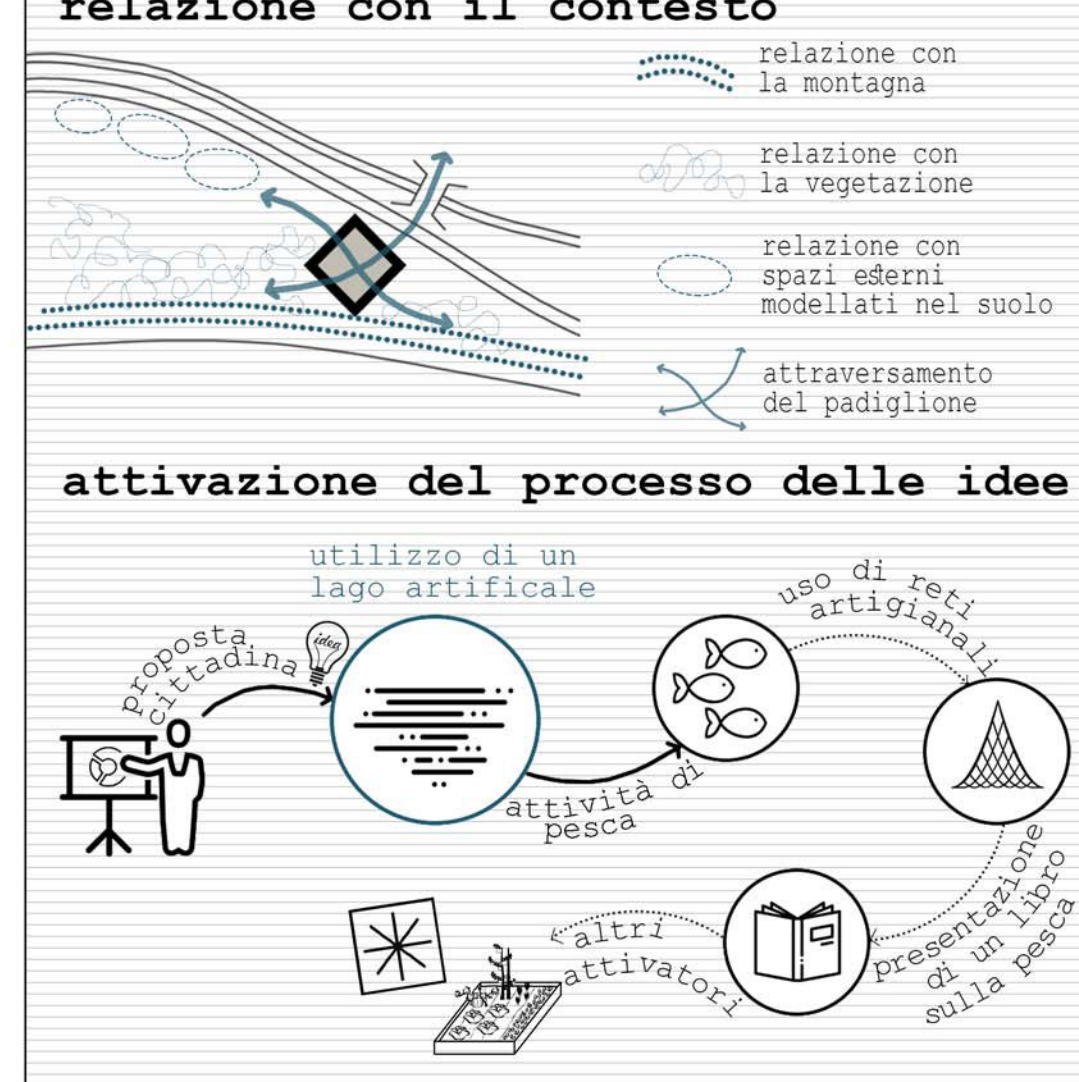 relazione con il contesto
relazione con
la montagna
relazione con
la vegetazione
relazione con
spazi esterni
modellati nel suolo
attraversamento
del padiglione
attivazione del processo delle idee
utilizzo di un
lago artificale
proposta
cittadina
idea
attività di
pesca
uso di reti
artigianali
presentazione
di un libro
sulla pesca
altri
attivatori